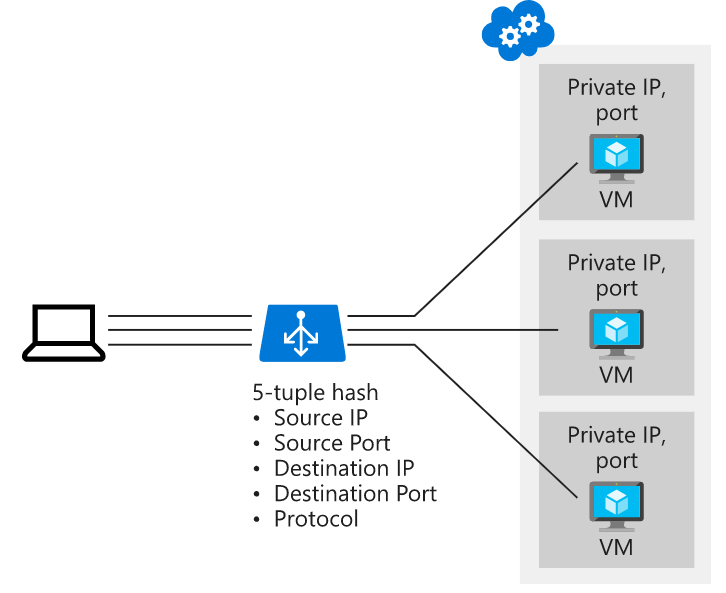 Private IP,
port
VM
Private IP,
port
VM
Private IP,
port
VM
5-tuple hash
• Source IP
• Source Port
• Destination IP
• Destination Port
• Protocol